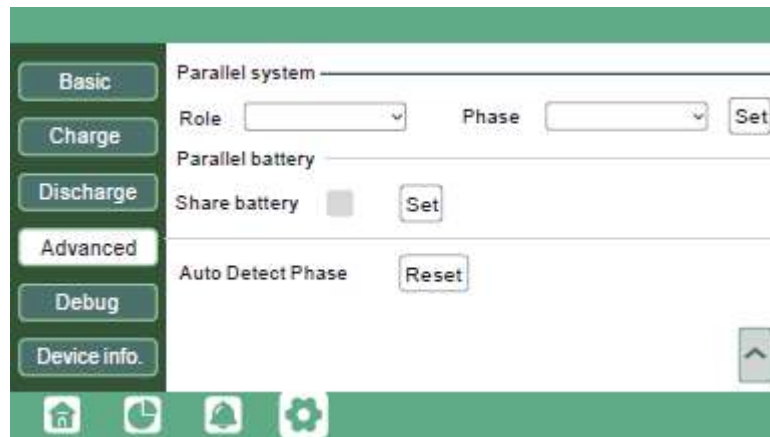 Basic
Charge
Discharge
Advanced
Debug
Device info.
Parallel system
Role
Phase
Set
Parallel battery
Share battery
Set
Auto Detect Phase
Reset